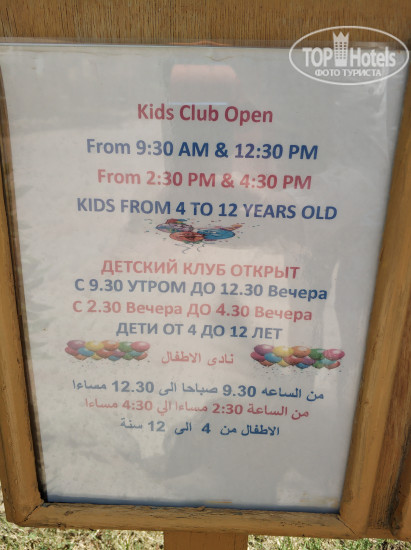 TOPHotels
ФОТО ТУРИСТА
Kids Club Open
From 9:30 AM & 12:30 PM
From 2:30 PM & 4:30 PM
KIDS FROM 4 TO 12 YEARS OLD
ДЕТСКИЙ КЛУБ ОТКРЫТ
С 9.30 УТРОМ ДО 12.30 Вечера
С 2.30 Вечера ДО 4.30 Вечера
ДЕТИ ОТ 4 ДО 12 ЛЕТ
نادى الاطفال
من الساعه 9.30 صباحا الى 12.30 مساءا
من الساعة 2:30 مساءا الي 4:30 مساءا
الاطفال من 4 الى 12 سنة